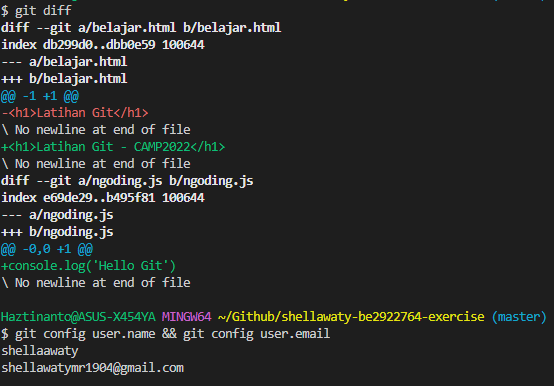 $ git diff
diff --git a/belajar.html b/belajar.html
index db299d0..dbb0e59 100644
--- a/belajar.html
+++ b/belajar.html
@@ -1 +1 @@
-<h1>Latihan Git</h1>
\ No newline at end of file
+<h1>Latihan Git - CAMP2022</h1>
\ No newline at end of file
diff --git a/ngoding.js b/ngoding.js
index e69de29..b495f81 100644
--- a/ngoding.js
+++ b/ngoding.js
@@ -0,0 +1 @@
+console.log('Hello Git')
\ No newline at end of file
Haztinanto@ASUS-X454YA MINGW64 ~/Github/shellawaty-be2922764-exercise (master)
$ git config user.name && git config user.email
shellaawaty
shellawatymr1904@gmail.com